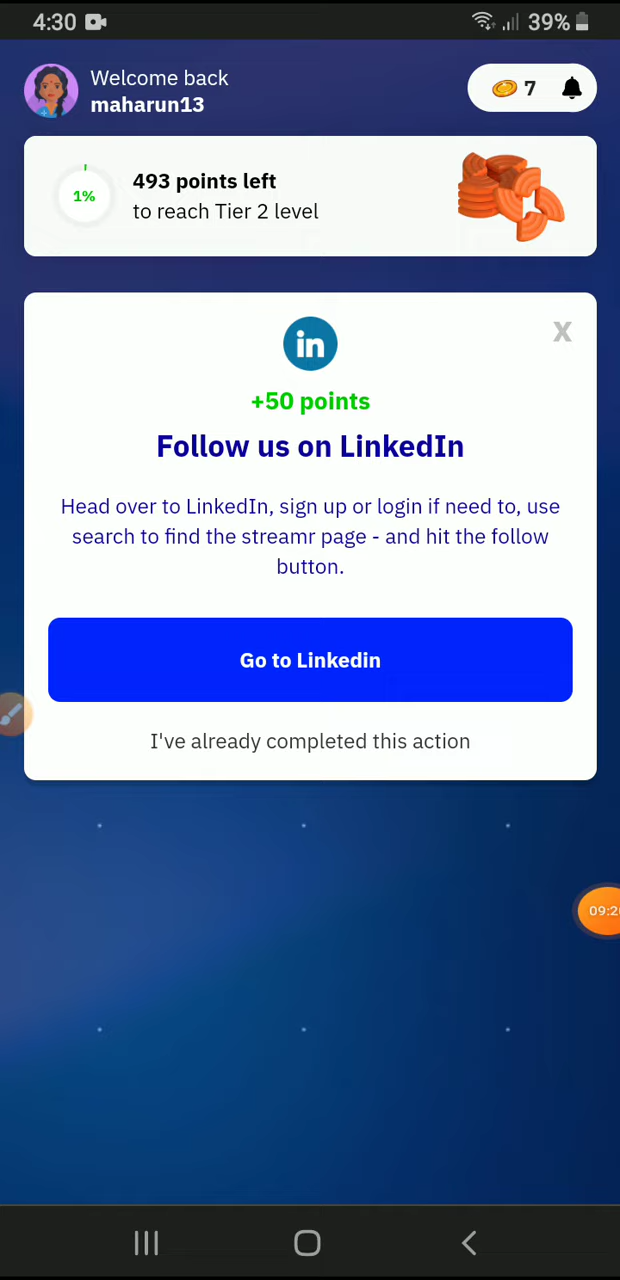 4:30 39%
Welcome back
maharun13
7
1%
493 points left
to reach Tier 2 level
in
X
+50 points
Follow us on LinkedIn
Head over to LinkedIn, sign up or login if need to, use
search to find the streamr page - and hit the follow
button.
Go to Linkedin
I've already completed this action